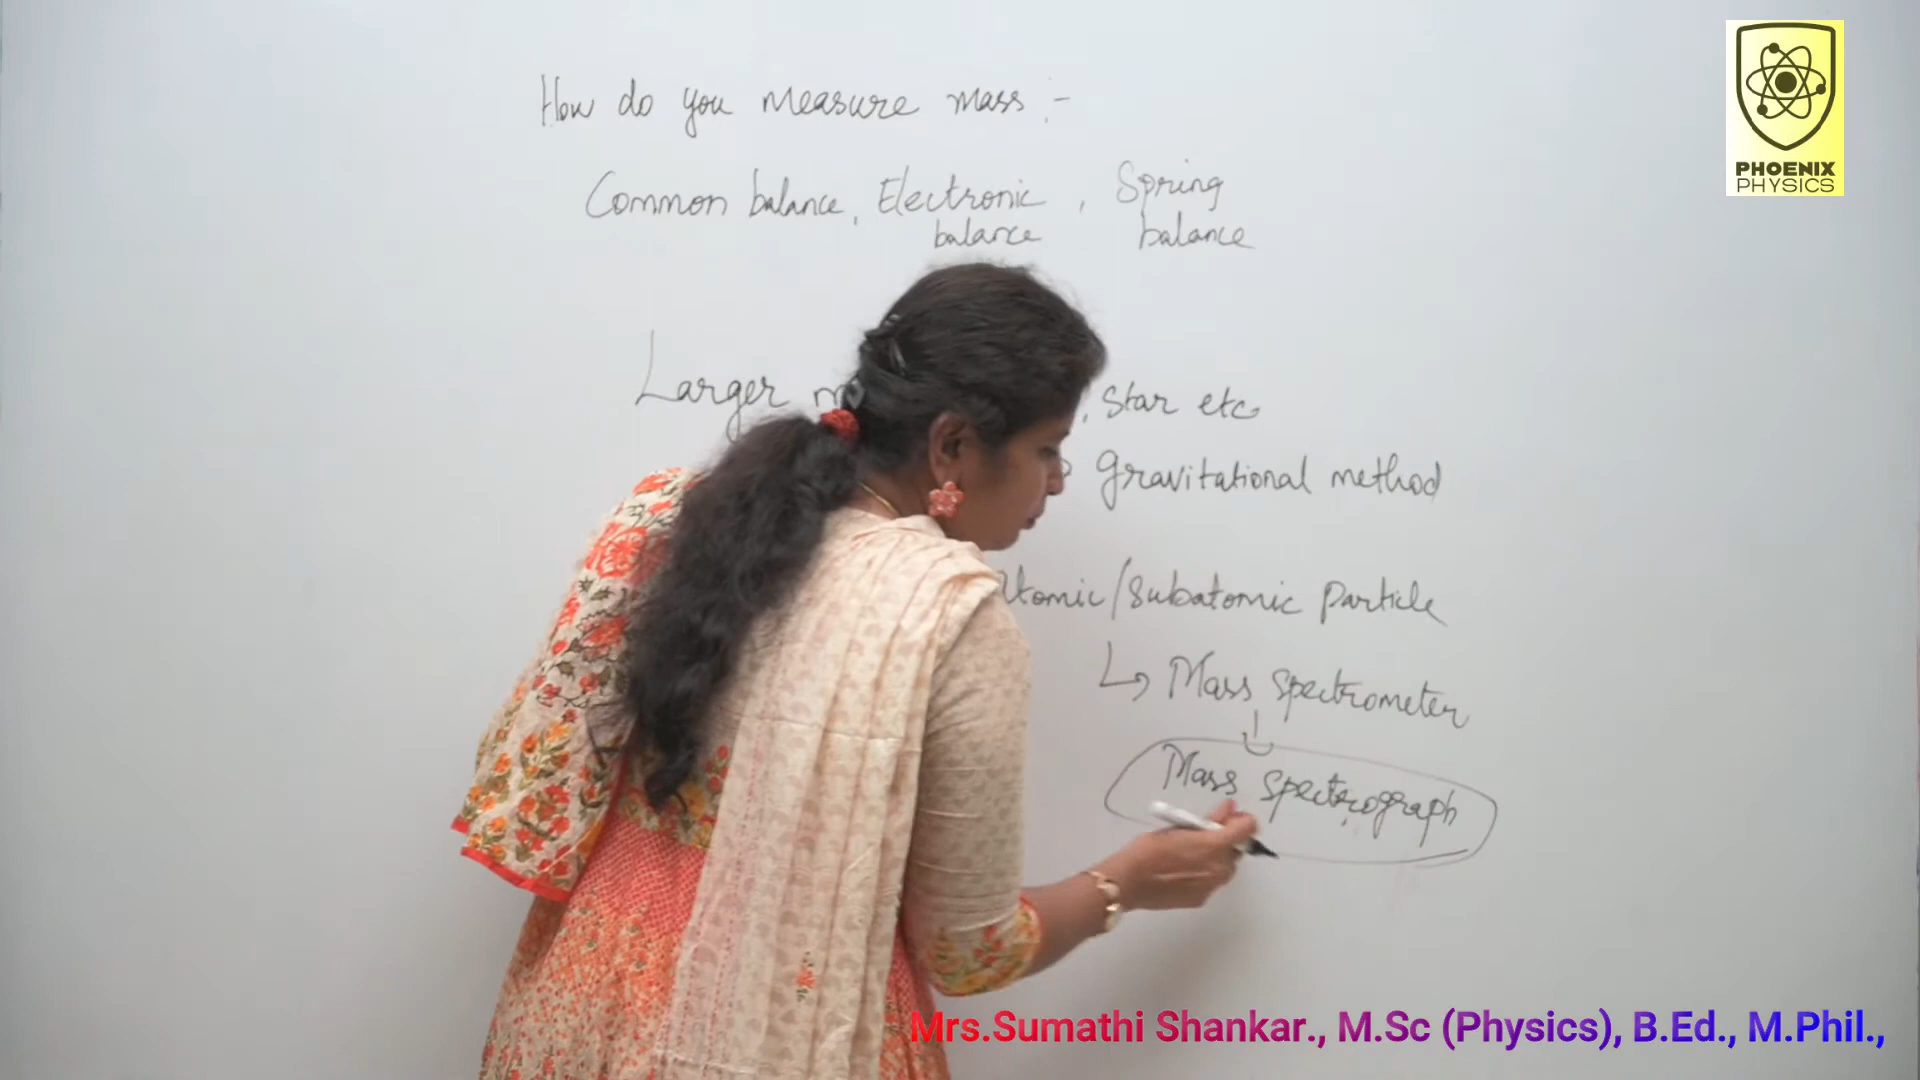 How do you measure mass :-
Common balance, Electronic balance, Spring balance
Larger
, Star etc
Gravitational method
Atomic/Subatomic particle
↳ Mass spectrometer
↓
Mass Spectrograph
PHOENIX
PHYSICS
Mrs.Sumathi Shankar., M.Sc (Physics), B.Ed., M.Phil.,